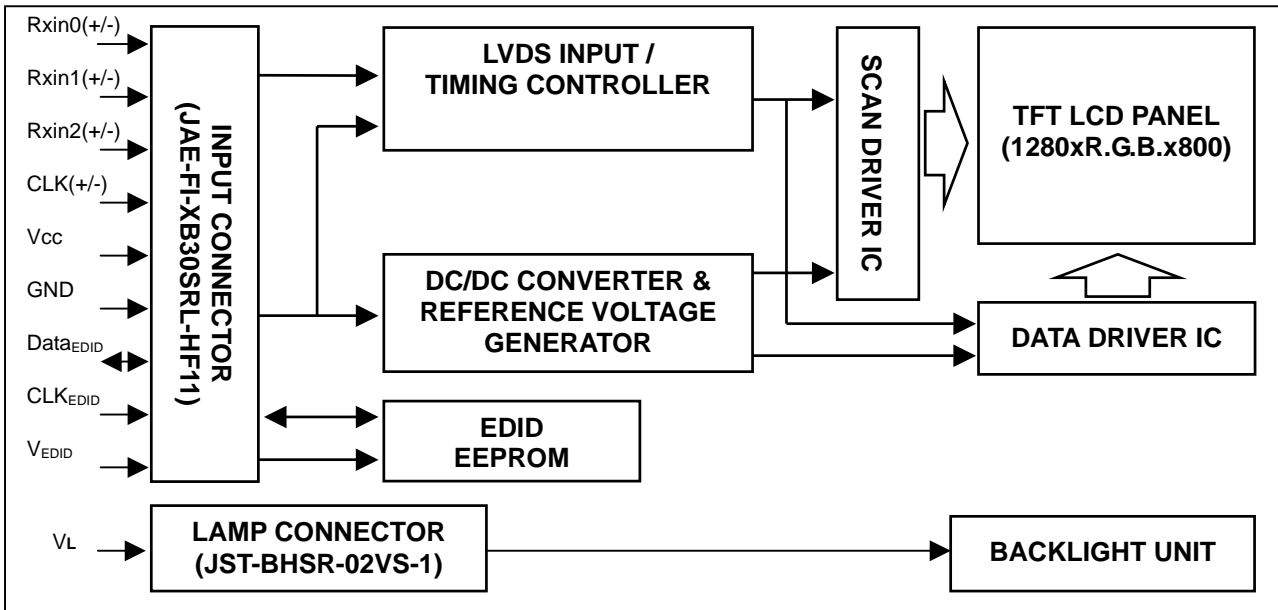 Rxin0(+/-)
Rxin1(+/-)
Rxin2(+/-)
CLK(+/-)
Vcc
GND
DataEDID
CLKEDID
VEDID
VL
INPUT CONNECTOR
(JAE-FI-XB30SRL-HF11)
LVDS INPUT /
TIMING CONTROLLER
DC/DC CONVERTER &
REFERENCE VOLTAGE
GENERATOR
EDID
EEPROM
LAMP CONNECTOR
(JST-BHSR-02VS-1)
SCAN DRIVER IC
TFT LCD PANEL
(1280xR.G.B.x800)
DATA DRIVER IC
BACKLIGHT UNIT